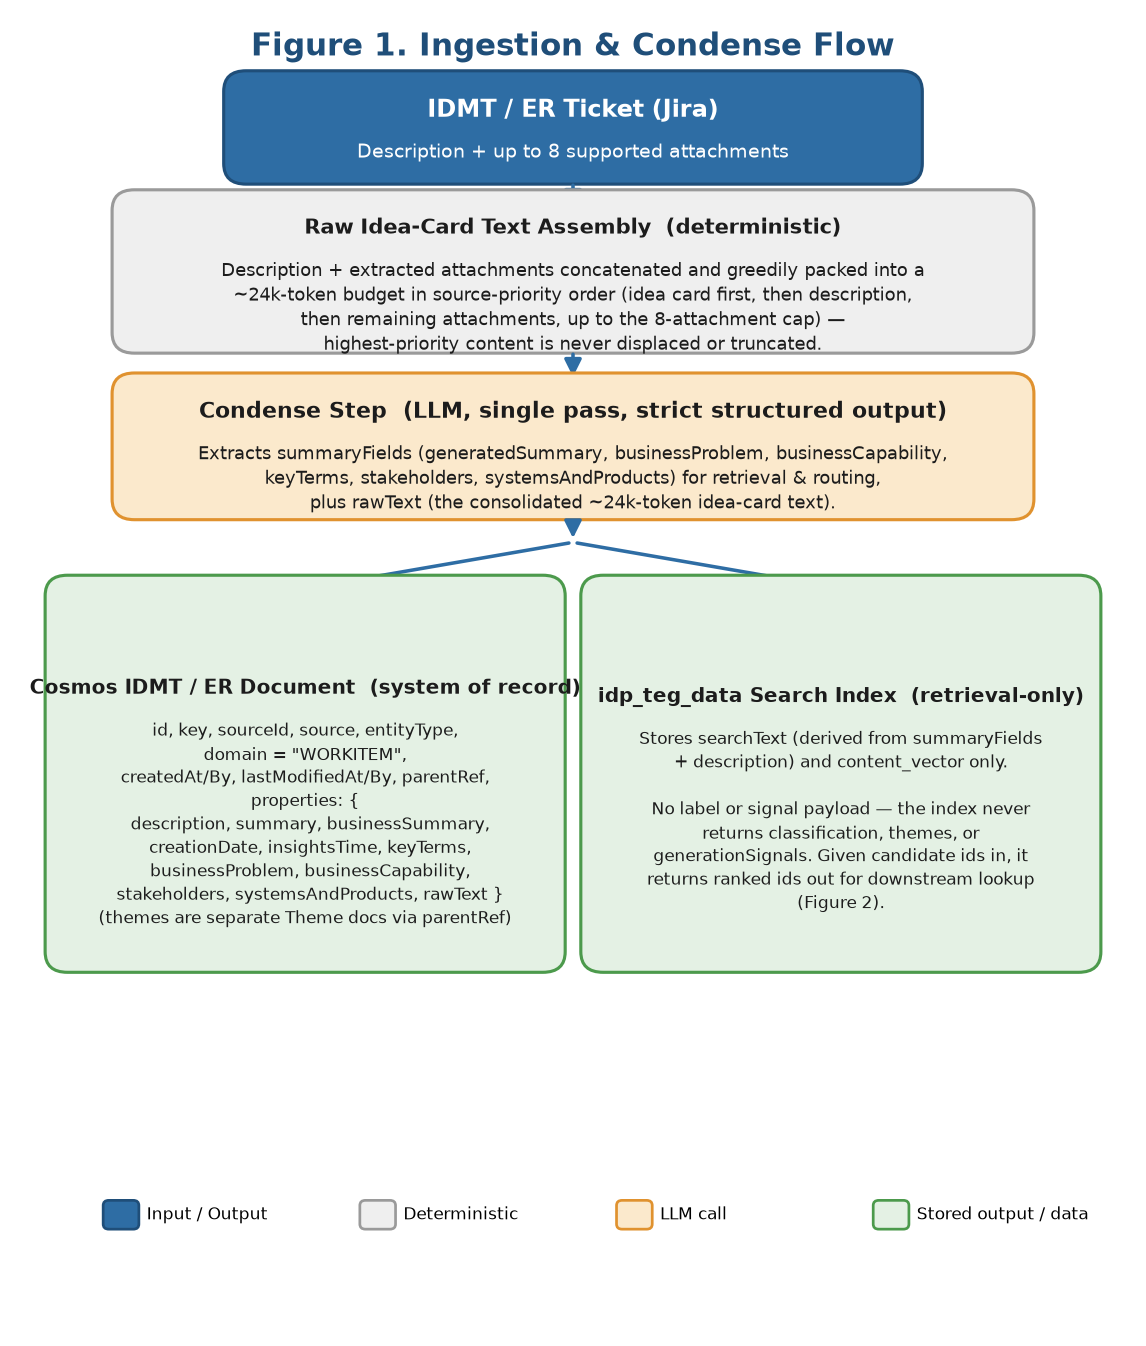 Figure 1. Ingestion & Condense Flow
IDMT / ER Ticket (Jira)
Description + up to 8 supported attachments
Raw Idea-Card Text Assembly (deterministic)
Description + extracted attachments concatenated and greedily packed into a
~24k-token budget in source-priority order (idea card first, then description,
then remaining attachments, up to the 8-attachment cap) —
highest-priority content is never displaced or truncated.
Condense Step (LLM, single pass, strict structured output)
Extracts summaryFields (generatedSummary, businessProblem, businessCapability,
keyTerms, stakeholders, systemsAndProducts) for retrieval & routing,
plus rawText (the consolidated ~24k-token idea-card text).
Cosmos IDMT / ER Document (system of record)
id, key, sourceId, source, entityType,
domain = "WORKITEM",
createdAt/By, lastModifiedAt/By, parentRef,
properties: {
description, summary, businessSummary,
creationDate, insightsTime, keyTerms,
businessProblem, businessCapability,
stakeholders, systemsAndProducts, rawText }
(themes are separate Theme docs via parentRef)
idp_teg_data Search Index (retrieval-only)
Stores searchText (derived from summaryFields
+ description) and content_vector only.
No label or signal payload — the index never
returns classification, themes, or
generationSignals. Given candidate ids in, it
returns ranked ids out for downstream lookup
(Figure 2).
Input / Output
Deterministic
LLM call
Stored output / data